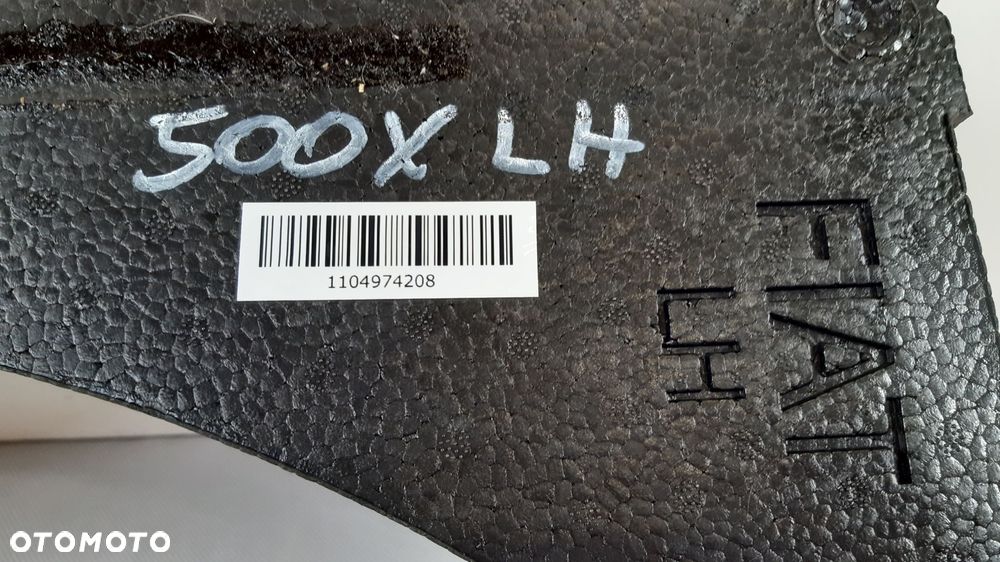 500X LH
1104974208
FIAT
LH
OTOMOTO